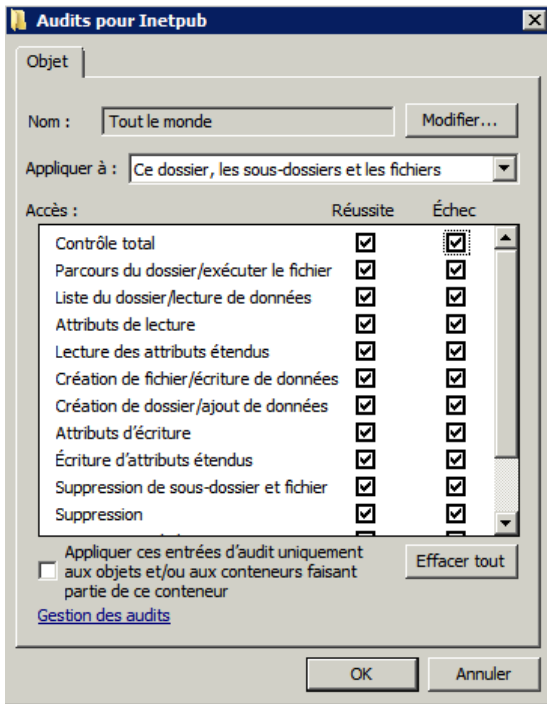 Audits pour Inetpub
Objet
Nom : Tout le monde Modifier...
Appliquer à : Ce dossier, les sous-dossiers et les fichiers
Accès : Réussite Échec
Contrôle total
Parcours du dossier/exécuter le fichier
Liste du dossier/lecture de données
Attributs de lecture
Lecture des attributs étendus
Création de fichier/écriture de données
Création de dossier/ajout de données
Attributs d'écriture
Écriture d'attributs étendus
Suppression de sous-dossier et fichier
Suppression
Appliquer ces entrées d'audit uniquement
aux objets et/ou aux conteneurs faisant
partie de ce conteneur
Effacer tout
Gestion des audits
OK Annuler